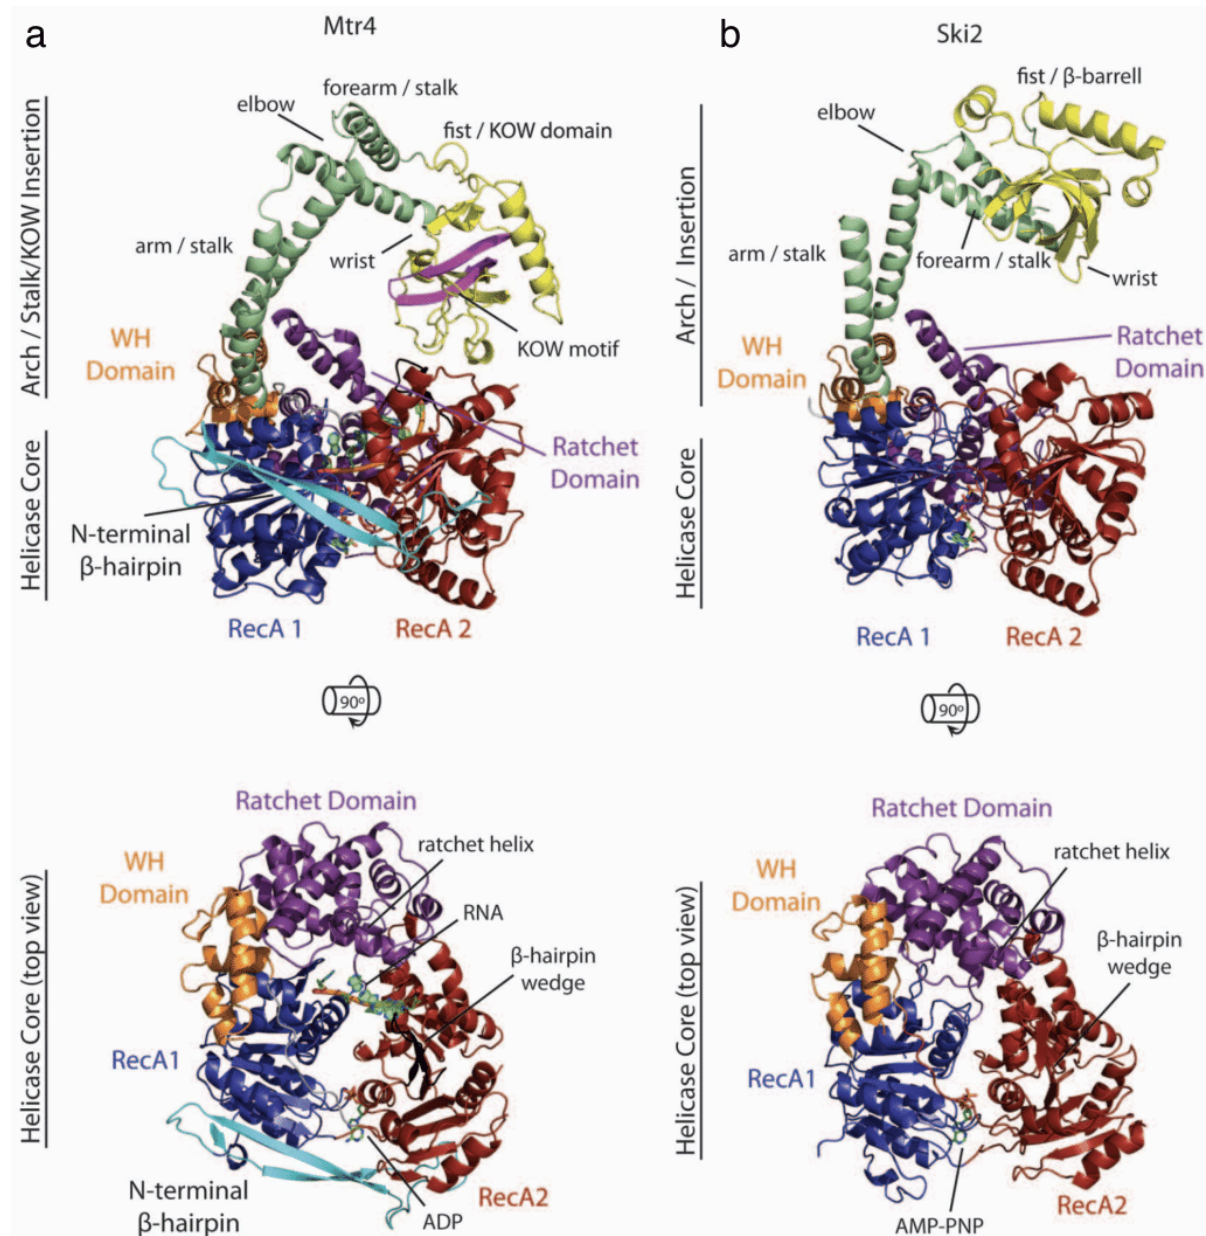 a
Mtr4
forearm / stalk
elbow
fist / KOW domain
arm / stalk
wrist
KOW motif
WH
Domain
Ratchet
Domain
N-terminal
β-hairpin
RecA 1
RecA 2
Arch / Stalk/KOW Insertion
Helicase Core
90º
Ratchet Domain
ratchet helix
WH
Domain
RNA
β-hairpin
wedge
RecA1
N-terminal
β-hairpin
ADP
RecA2
Helicase Core (top view)
b
Ski2
fist / β-barrell
elbow
arm / stalk
forearm / stalk
wrist
WH
Domain
Ratchet
Domain
RecA 1
RecA 2
Arch / Insertion
Helicase Core
90º
Ratchet Domain
ratchet helix
WH
Domain
β-hairpin
wedge
RecA1
RecA2
AMP-PNP
Helicase Core (top view)